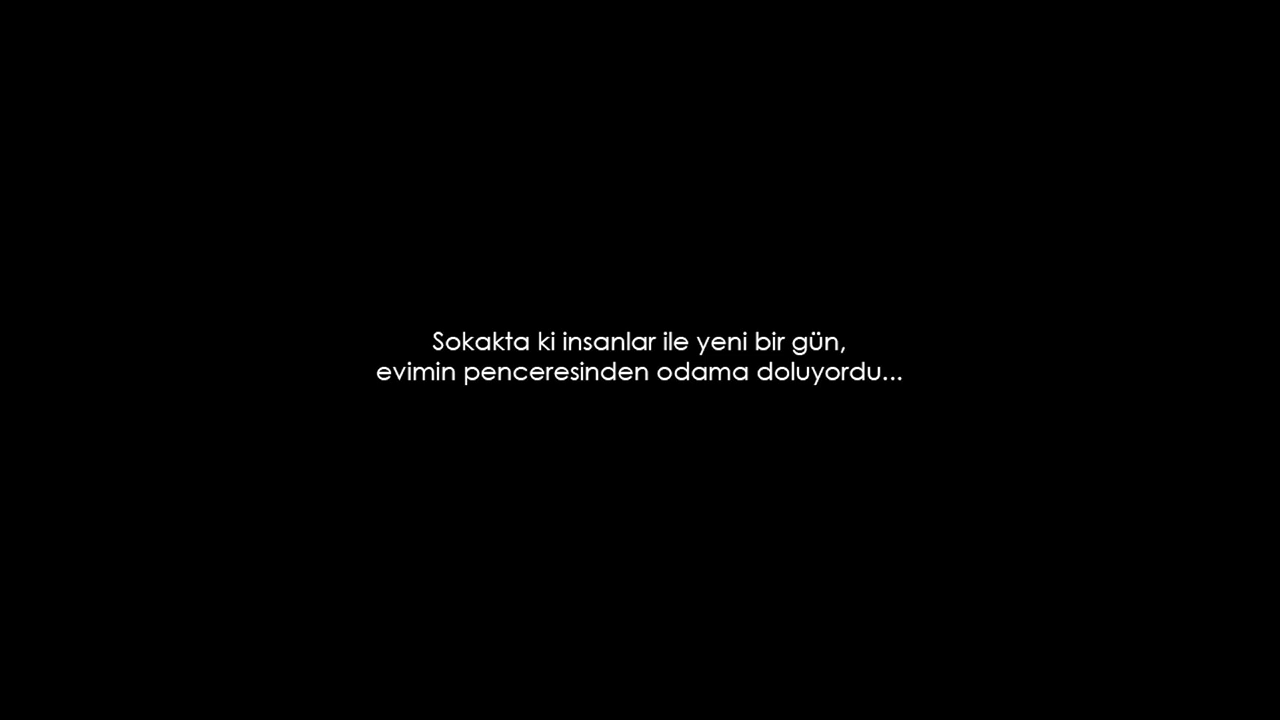 Sokakta ki insanlar ile yeni bir gün,
evimin penceresinden odama doluyordu...